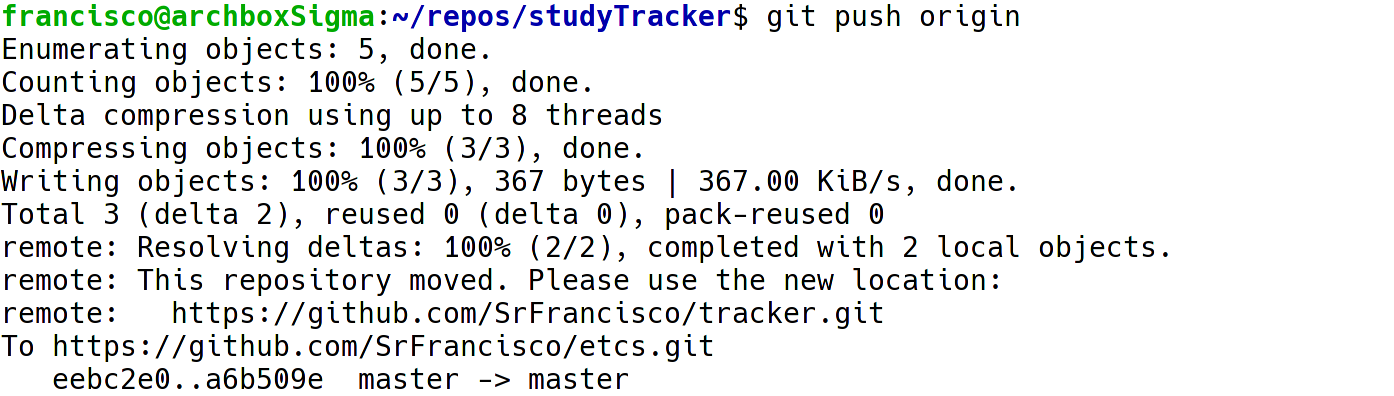 francisco@archboxSigma:~/repos/studyTracker$ git push origin
Enumerating objects: 5, done.
Counting objects: 100% (5/5), done.
Delta compression using up to 8 threads
Compressing objects: 100% (3/3), done.
Writing objects: 100% (3/3), 367 bytes | 367.00 KiB/s, done.
Total 3 (delta 2), reused 0 (delta 0), pack-reused 0
remote: Resolving deltas: 100% (2/2), completed with 2 local objects.
remote: This repository moved. Please use the new location:
remote:   https://github.com/SrFrancisco/tracker.git
To https://github.com/SrFrancisco/etcs.git
   eebc2e0..a6b509e  master -> master